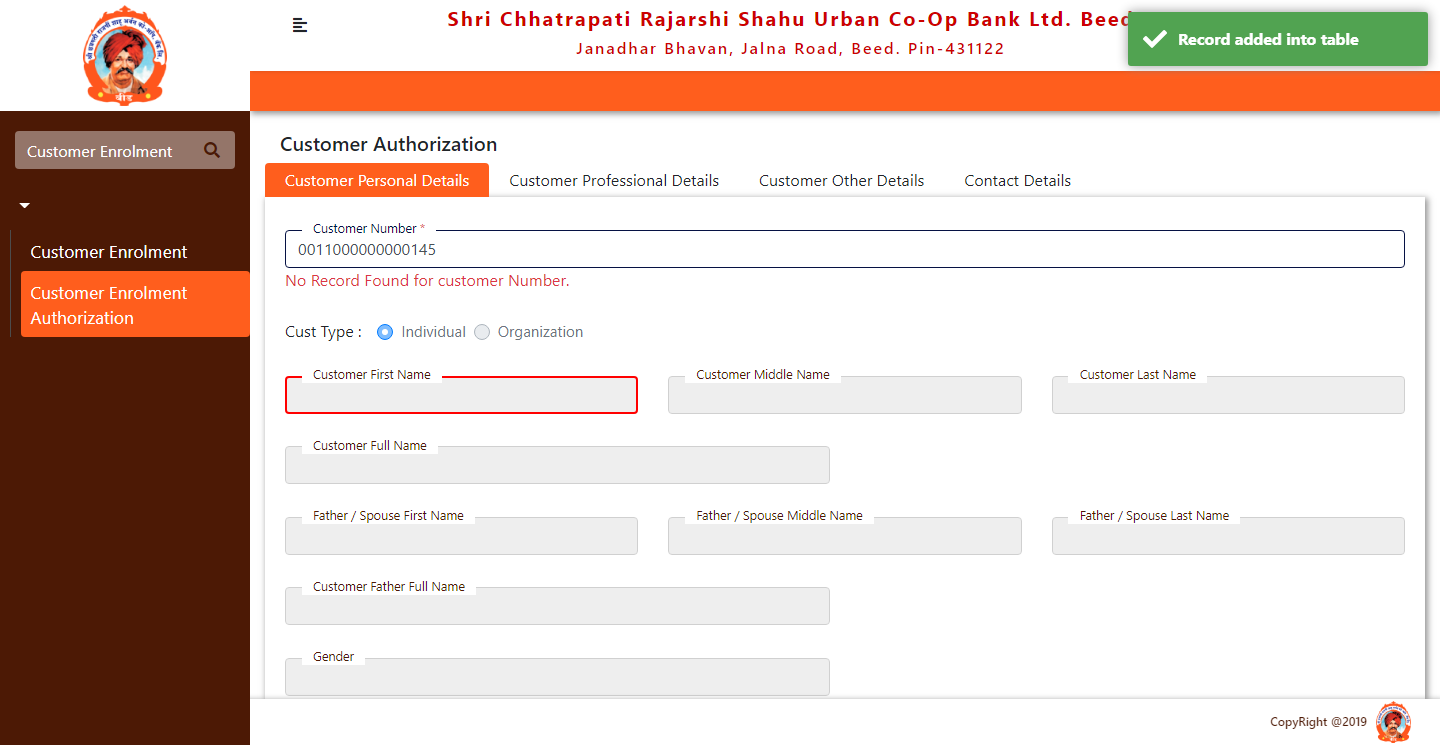 Shri Chhatrapati Rajarshi Shahu Urban Co-Op Bank Ltd. Beed
Janadhar Bhavan, Jalna Road, Beed. Pin-431122
Record added into table
बीड
Customer Enrolment
Customer Enrolment
Customer Enrolment
Authorization
Customer Authorization
Customer Personal Details
Customer Professional Details
Customer Other Details
Contact Details
Customer Number *
0011000000000145
No Record Found for customer Number.
Cust Type : Individual Organization
Customer First Name
Customer Middle Name
Customer Last Name
Customer Full Name
Father / Spouse First Name
Father / Spouse Middle Name
Father / Spouse Last Name
Customer Father Full Name
Gender
CopyRight @2019